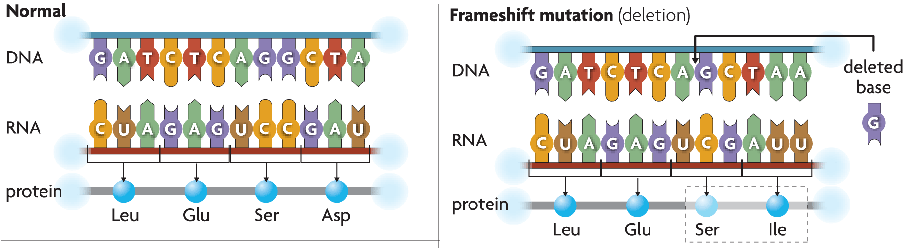 Normal
DNA
G A T C T C A G G C T A
RNA
C U A G A G U C C G A U
protein
Leu Glu Ser Asp
Frameshift mutation (deletion)
DNA
G A T C T C A G C T A A
deleted
base
G
RNA
C U A G A G U C G A U U
protein
Leu Glu Ser Ile